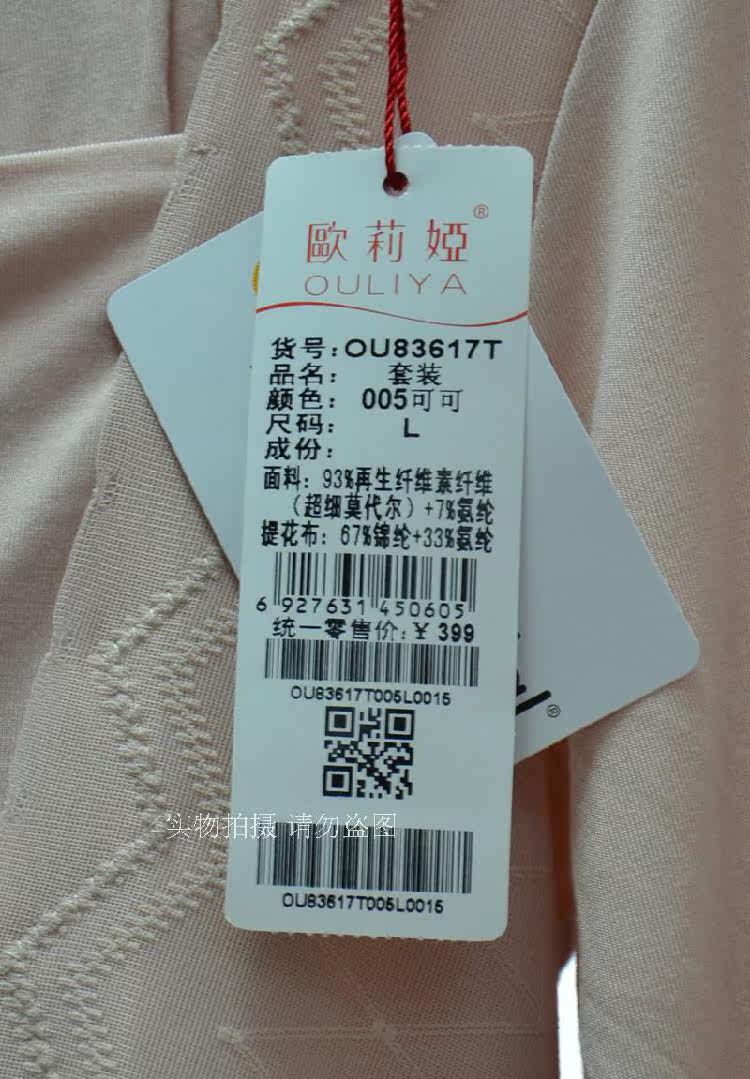 歐莉婭®
OULIYA
货号:OU83617T
品名: 套装
颜色: 005可可
尺码: L
成份:
面料: 93%再生纤维素纤维
(超细莫代尔)+7%氨纶
提花布: 67%锦纶+33%氨纶
6 927631 450605
统一零售价:¥ 399
OU83617T005L0015
实物拍摄 请勿盗图
OU83617T005L0015